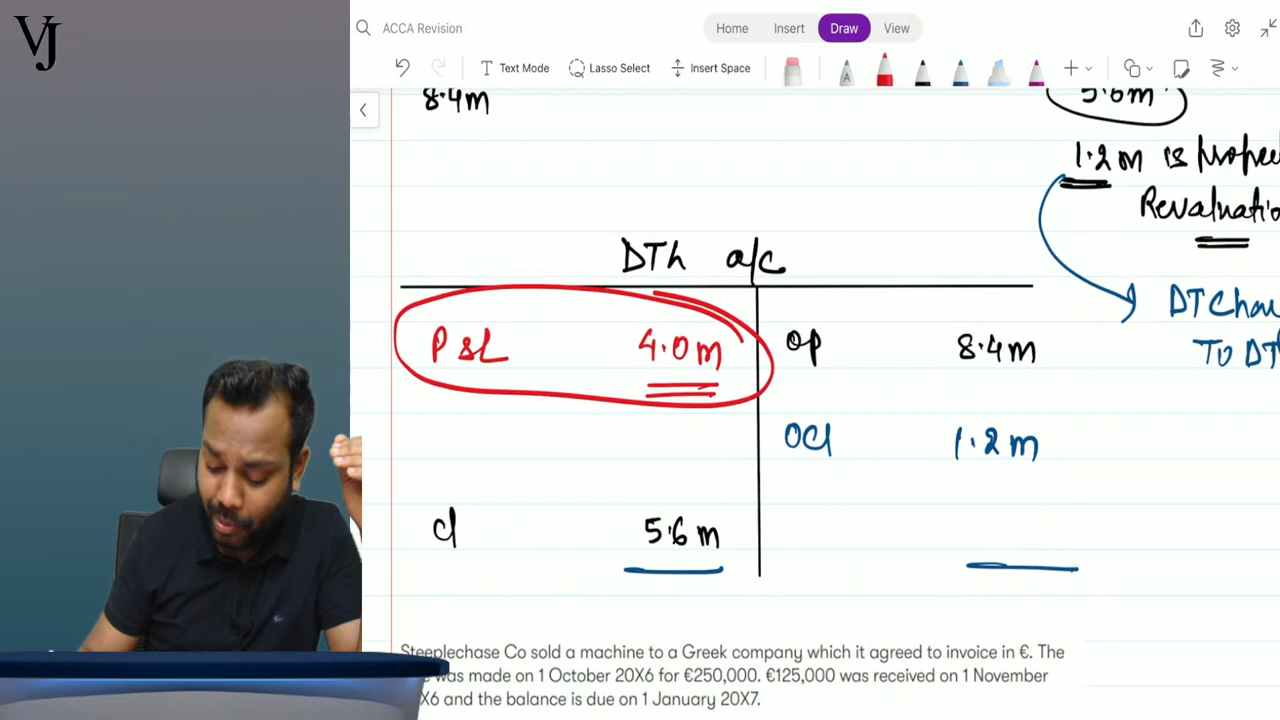 VJ
ACCA Revision
Home Insert Draw View
Text Mode Lasso Select Insert Space
8.4m
5.6m
1.2m is
DTL a/c
P &L 4.0m OP 8.4m
TO
OCI 1.2m
cl 5.6m
Steeplechase Co sold a machine to a Greek company which it agreed to invoice in €. The
was made on 1 October 20X6 for €250,000. €125,000 was received on 1 November
X6 and the balance is due on 1 January 20X7.